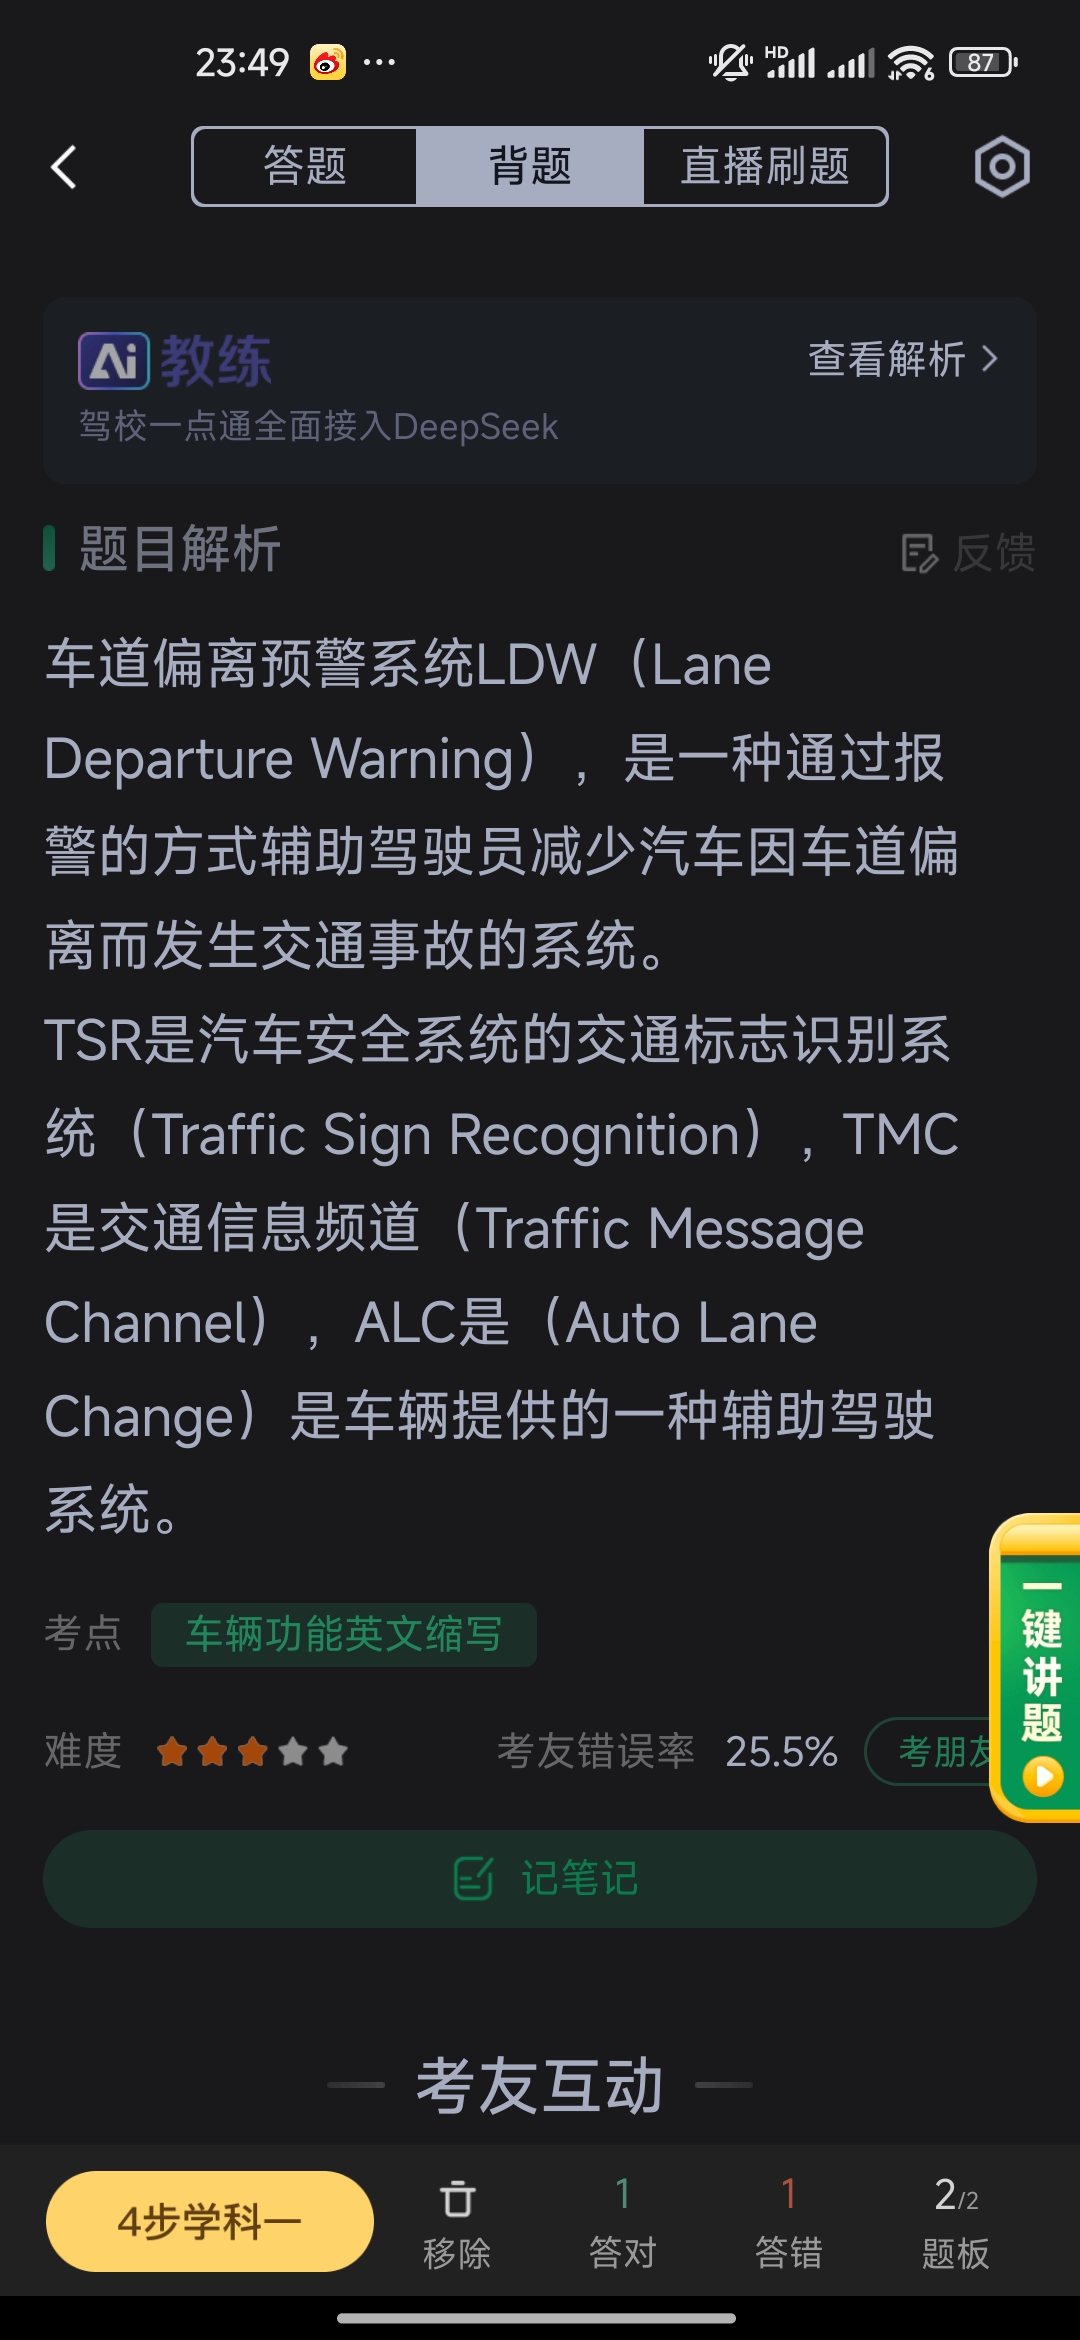 23:49 ··· HD 6 87
答题 背题 直播刷题
Ai 教练 查看解析
驾校一点通全面接入DeepSeek
题目解析 反馈
车道偏离预警系统LDW（Lane
Departure Warning），是一种通过报
警的方式辅助驾驶员减少汽车因车道偏
离而发生交通事故的系统。
TSR是汽车安全系统的交通标志识别系
统（Traffic Sign Recognition），TMC
是交通信息频道（Traffic Message
Channel），ALC是（Auto Lane
Change）是车辆提供的一种辅助驾驶
系统。
一键讲题
考点 车辆功能英文缩写
难度 考友错误率 25.5% 考朋友
记笔记
考友互动
4步学科一
移除
1 答对
1 答错
2/2 题板